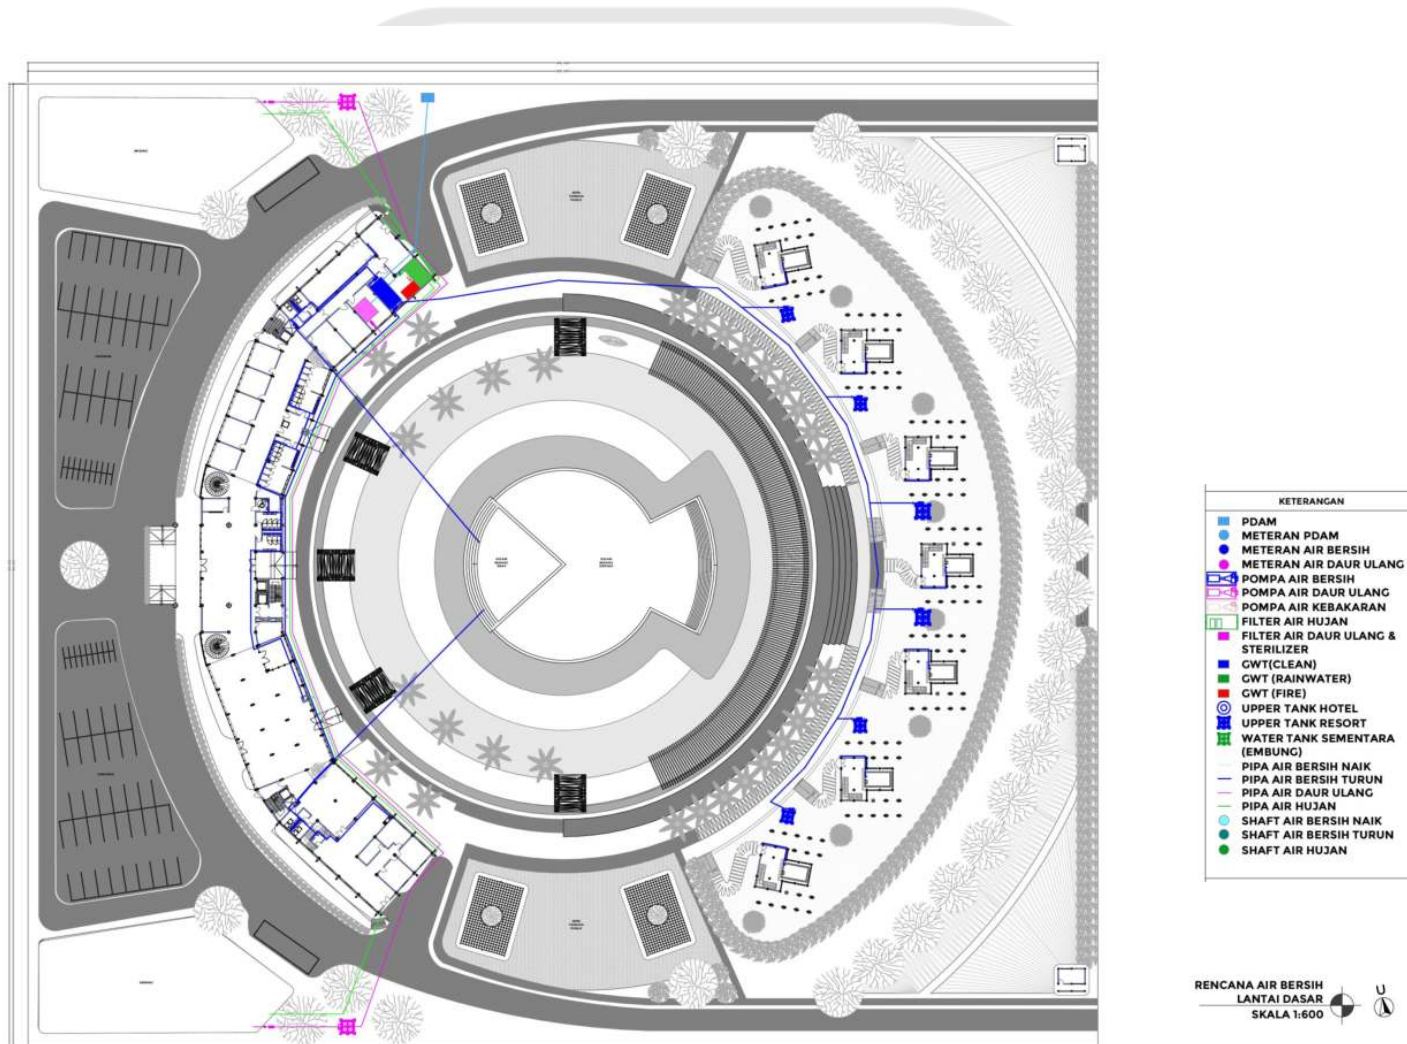 KETERANGAN
PDAM
METERAN PDAM
METERAN AIR BERSIH
METERAN AIR DAUR ULANG
POMPA AIR BERSIH
POMPA AIR DAUR ULANG
POMPA AIR KEBAKARAN
FILTER AIR HUJAN
FILTER AIR DAUR ULANG &
STERILIZER
GWT(CLEAN)
GWT (RAINWATER)
GWT (FIRE)
UPPER TANK HOTEL
UPPER TANK RESORT
WATER TANK SEMENTARA
(EMBUNG)
PIPA AIR BERSIH NAIK
PIPA AIR BERSIH TURUN
PIPA AIR DAUR ULANG
PIPA AIR HUJAN
SHAFT AIR BERSIH NAIK
SHAFT AIR BERSIH TURUN
SHAFT AIR HUJAN
RENCANA AIR BERSIH
LANTAI DASAR
SKALA 1:600
U